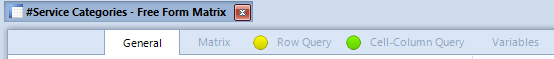 #Service Categories - Free Form Matrix
General Matrix Row Query Cell-Column Query Variables